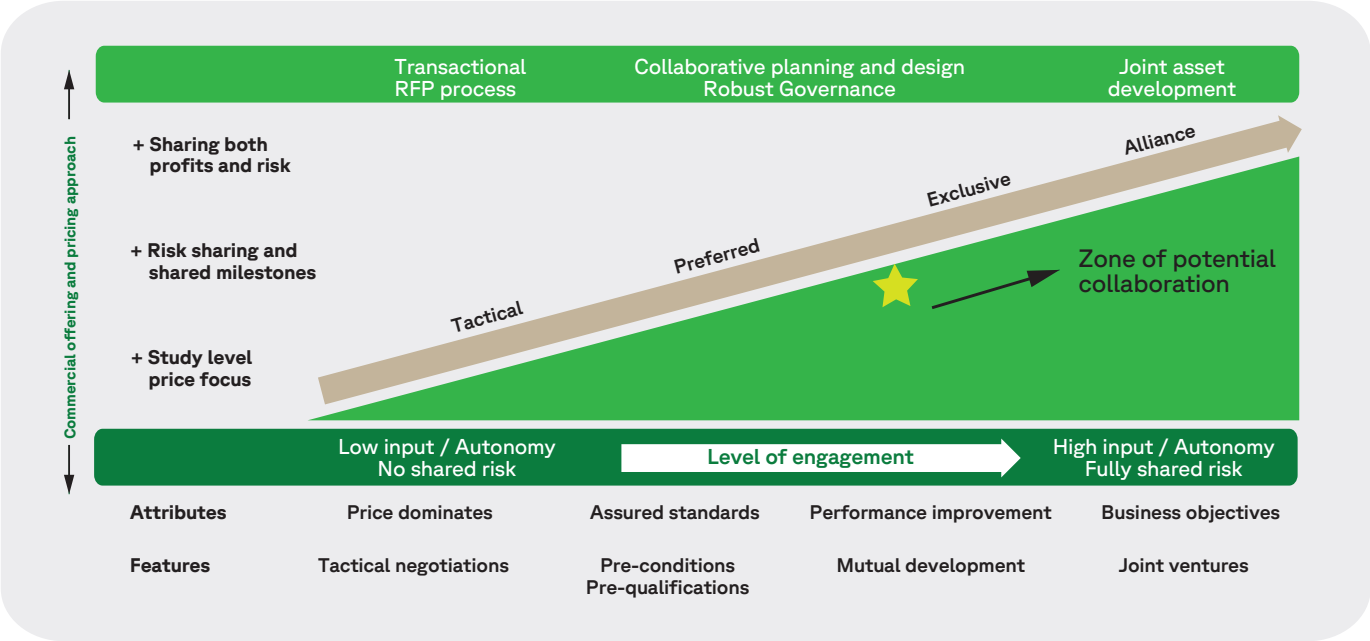 Transactional
RFP process
Collaborative planning and design
Robust Governance
Joint asset
development
Commercial offering and pricing approach
+ Sharing both
profits and risk
+ Risk sharing and
shared milestones
+ Study level
price focus
Tactical
Preferred
Exclusive
Alliance
Zone of potential
collaboration
Low input / Autonomy
No shared risk
Level of engagement
High input / Autonomy
Fully shared risk
Attributes
Price dominates
Assured standards
Performance improvement
Business objectives
Features
Tactical negotiations
Pre-conditions
Pre-qualifications
Mutual development
Joint ventures